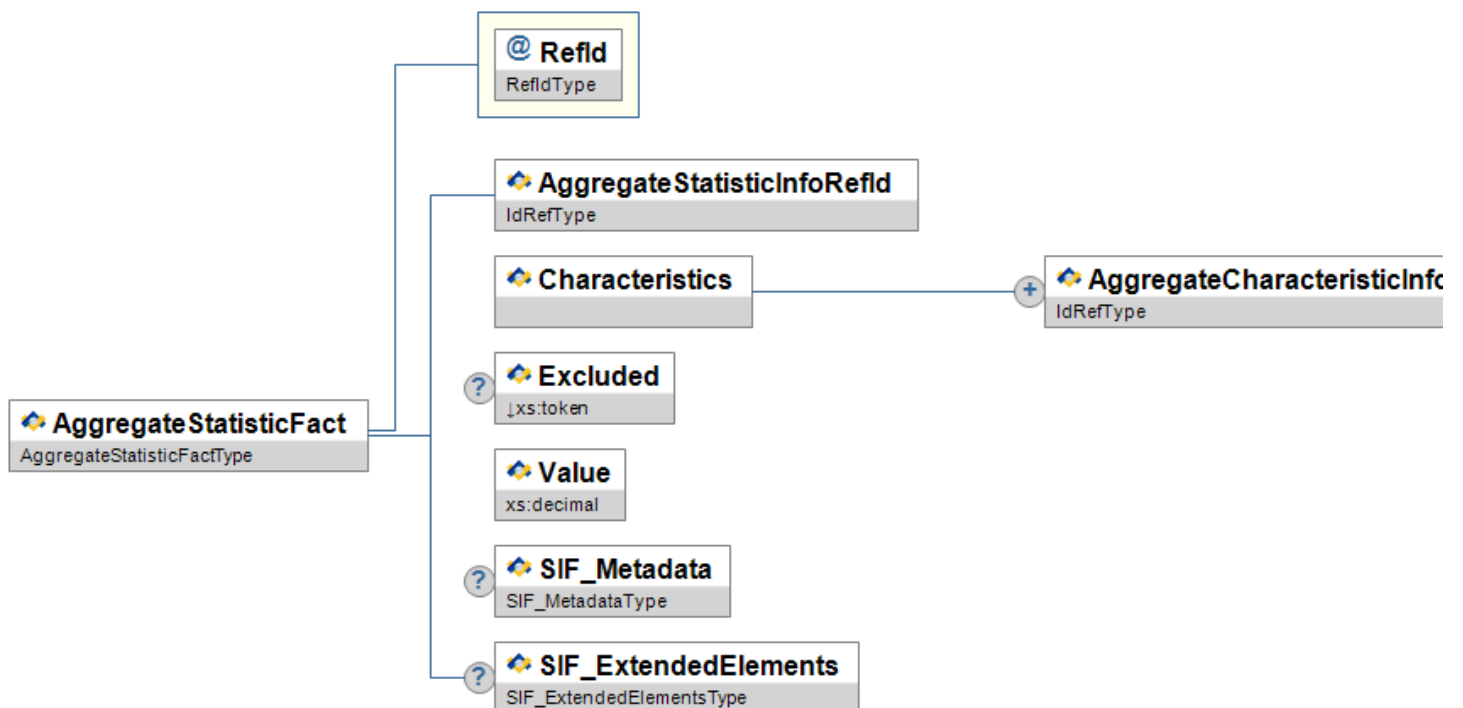 @ RefId
RefIdType
AggregateStatisticInfoRefId
IdRefType
Characteristics
+ AggregateCharacteristicInfo
IdRefType
? Excluded
↓xs:token
AggregateStatisticFact
AggregateStatisticFactType
Value
xs:decimal
? SIF_Metadata
SIF_MetadataType
? SIF_ExtendedElements
SIF_ExtendedElementsType